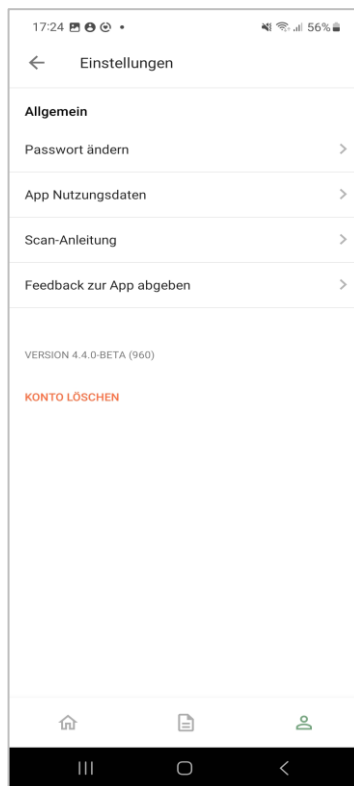 17:24 56%
Einstellungen
Allgemein
Passwort ändern
App Nutzungsdaten
Scan-Anleitung
Feedback zur App abgeben
VERSION 4.4.0-BETA (960)
KONTO LÖSCHEN